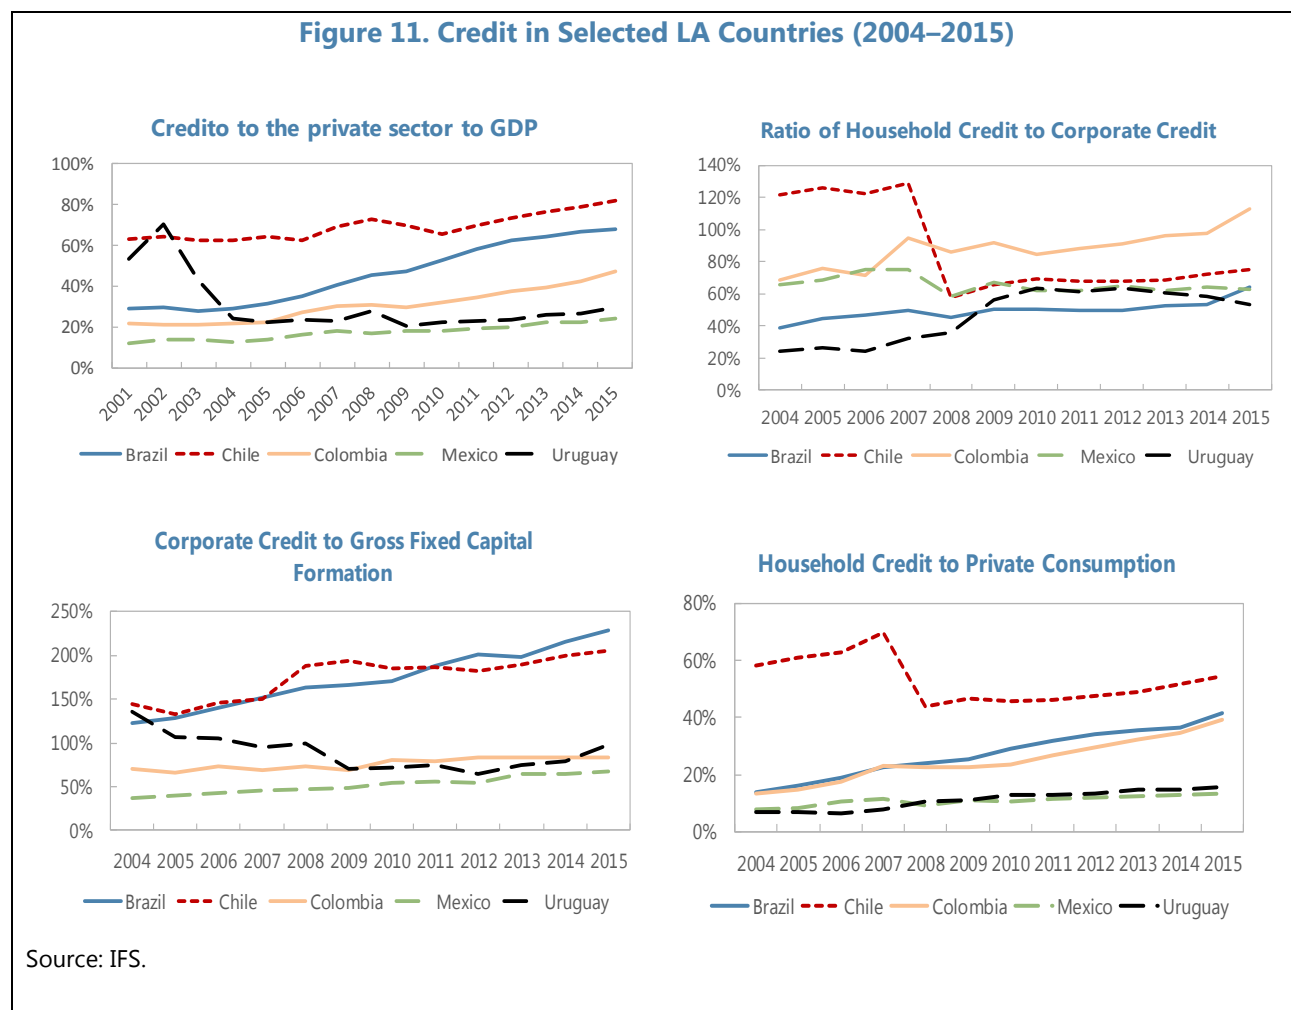 Figure 11. Credit in Selected LA Countries (2004–2015)
Credito to the private sector to GDP
100%
80%
60%
40%
20%
0%
2001 2002 2003 2004 2005 2006 2007 2008 2009 2010 2011 2012 2013 2014 2015
Brazil Chile Colombia Mexico Uruguay
Ratio of Household Credit to Corporate Credit
140%
120%
100%
80%
60%
40%
20%
0%
2004 2005 2006 2007 2008 2009 2010 2011 2012 2013 2014 2015
Brazil Chile Colombia Mexico Uruguay
Corporate Credit to Gross Fixed Capital
Formation
250%
200%
150%
100%
50%
0%
2004 2005 2006 2007 2008 2009 2010 2011 2012 2013 2014 2015
Brazil Chile Colombia Mexico Uruguay
Household Credit to Private Consumption
80%
60%
40%
20%
0%
2004 2005 2006 2007 2008 2009 2010 2011 2012 2013 2014 2015
Brazil Chile Colombia Mexico Uruguay
Source: IFS.